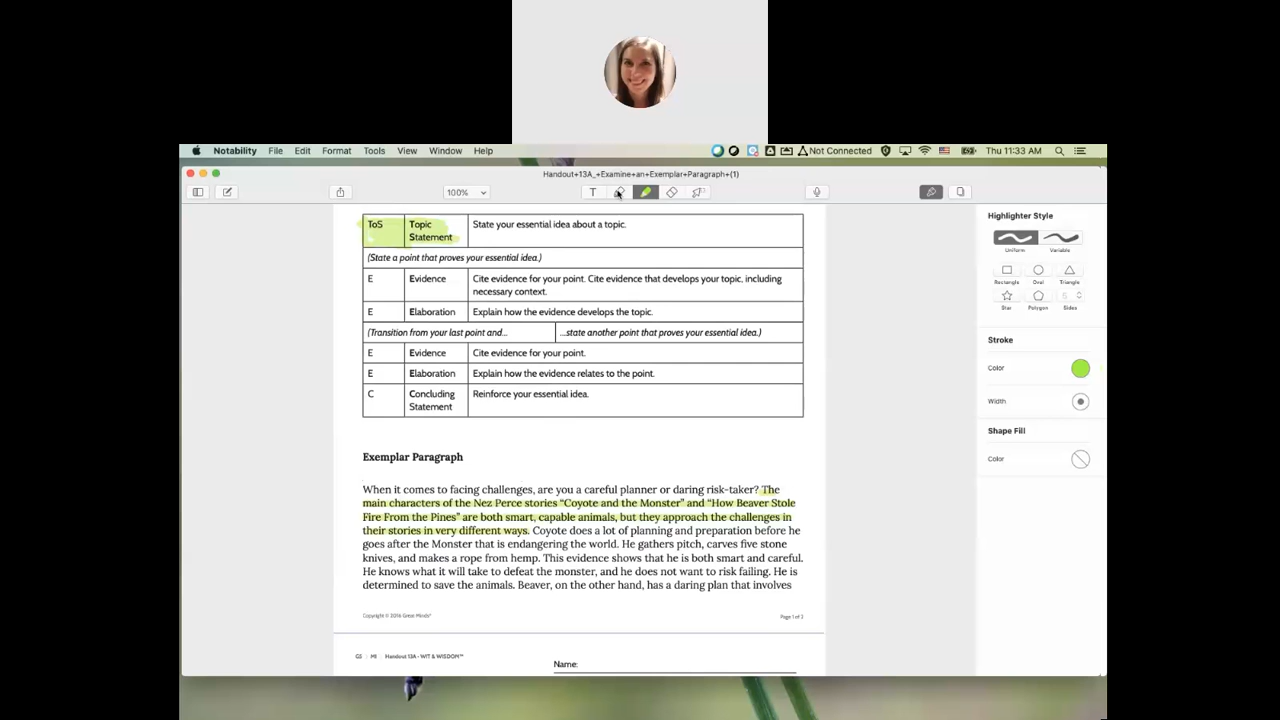 Notability File Edit Format Tools View Window Help Not Connected Thu 11:33 AM
Handout+13A_+Examine+an+Exemplar+Paragraph+(1)
100% T
ToS Topic Statement State your essential idea about a topic.
(State a point that proves your essential idea.)
E Evidence Cite evidence for your point. Cite evidence that develops your topic, including
necessary context.
E Elaboration Explain how the evidence develops the topic.
(Transition from your last point and... ...state another point that proves your essential idea.)
E Evidence Cite evidence for your point.
E Elaboration Explain how the evidence relates to the point.
C Concluding Statement Reinforce your essential idea.
Exemplar Paragraph
When it comes to facing challenges, are you a careful planner or daring risk-taker? The
main characters of the Nez Perce stories “Coyote and the Monster” and “How Beaver Stole
Fire From the Pines” are both smart, capable animals, but they approach the challenges in
their stories in very different ways. Coyote does a lot of planning and preparation before he
goes after the Monster that is endangering the world. He gathers pitch, carves five stone
knives, and makes a rope from hemp. This evidence shows that he is both smart and careful.
He knows what it will take to defeat the monster, and he does not want to risk failing. He is
determined to save the animals. Beaver, on the other hand, has a daring plan that involves
Copyright © 2016 Great Minds® Page 1 of 2
G5 M1 Handout 13A - WIT & WISDOM™
Name:
Highlighter Style
Uniform Variable
Rectangle Oval Triangle
5
Star Polygon Sides
Stroke
Color
Width
Shape Fill
Color